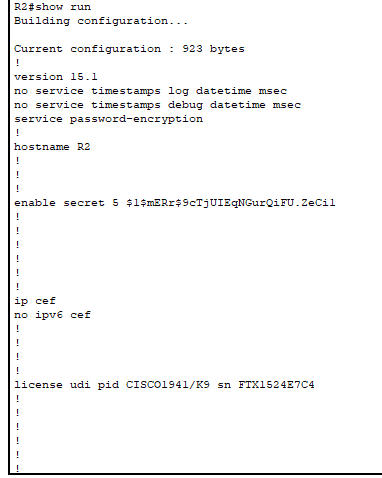 R2#show run
Building configuration...
Current configuration : 923 bytes
!
version 15.1
no service timestamps log datetime msec
no service timestamps debug datetime msec
service password-encryption
!
hostname R2
!
!
!
enable secret 5 $1$mERr$9cTjUIEqNGurQiFU.ZeCi1
!
!
!
!
!
!
ip cef
no ipv6 cef
!
!
!
!
license udi pid CISCO1941/K9 sn FTX1524E7C4
!
!
!
!
!
!